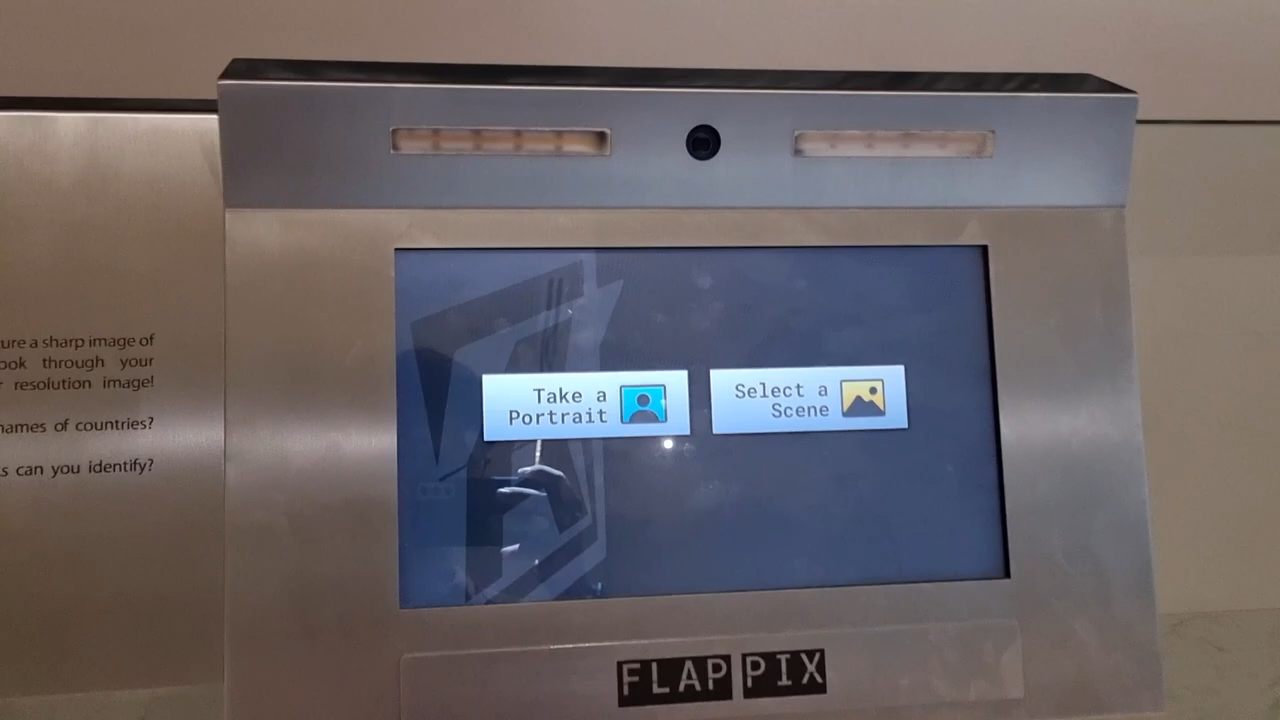 ure a sharp image of
ook through your
resolution image!
names of countries?
s can you identify?
Take a
Portrait
Select a
Scene
FLAP PIX